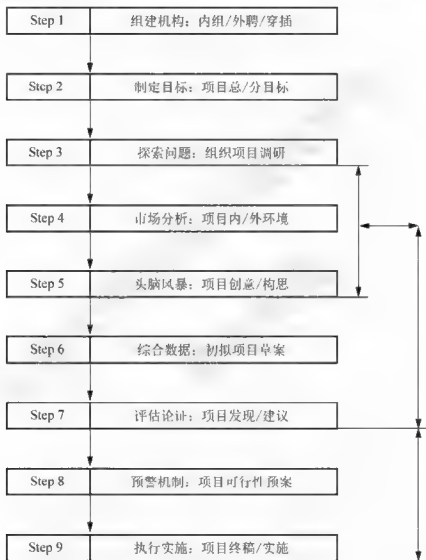 Step 1 组建机构：内组/外聘/穿插
Step 2 制定目标：项目总/分目标
Step 3 探索问题：组织项目调研
Step 4 市场分析：项目内/外环境
Step 5 头脑风暴：项目创意/构思
Step 6 综合数据：初拟项目草案
Step 7 评估论证：项目发现/建议
Step 8 预警机制：项目可行性预案
Step 9 执行实施：项目终稿/实施